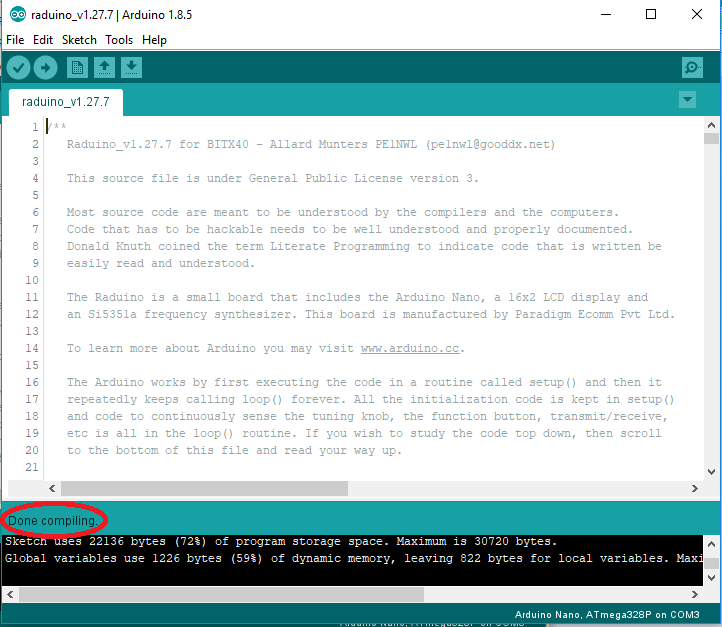 raduino_v1.27.7 | Arduino 1.8.5
File Edit Sketch Tools Help
raduino_v1.27.7
1 /**
2 Raduino_v1.27.7 for BITX40 - Allard Munters PE1NWL (pe1nwl@gooddx.net)
3
4 This source file is under General Public License version 3.
5
6 Most source code are meant to be understood by the compilers and the computers.
7 Code that has to be hackable needs to be well understood and properly documented.
8 Donald Knuth coined the term Literate Programming to indicate code that is written be
9 easily read and understood.
10
11 The Raduino is a small board that includes the Arduino Nano, a 16x2 LCD display and
12 an Si5351a frequency synthesizer. This board is manufactured by Paradigm Ecomm Pvt Ltd.
13
14 To learn more about Arduino you may visit www.arduino.cc.
15
16 The Arduino works by first executing the code in a routine called setup() and then it
17 repeatedly keeps calling loop() forever. All the initialization code is kept in setup()
18 and code to continuously sense the tuning knob, the function button, transmit/receive,
19 etc is all in the loop() routine. If you wish to study the code top down, then scroll
20 to the bottom of this file and read your way up.
21
Done compiling.
Sketch uses 22136 bytes (72%) of program storage space. Maximum is 30720 bytes.
Global variables use 1226 bytes (59%) of dynamic memory, leaving 822 bytes for local variables. Maxi
Arduino Nano, ATmega328P on COM3